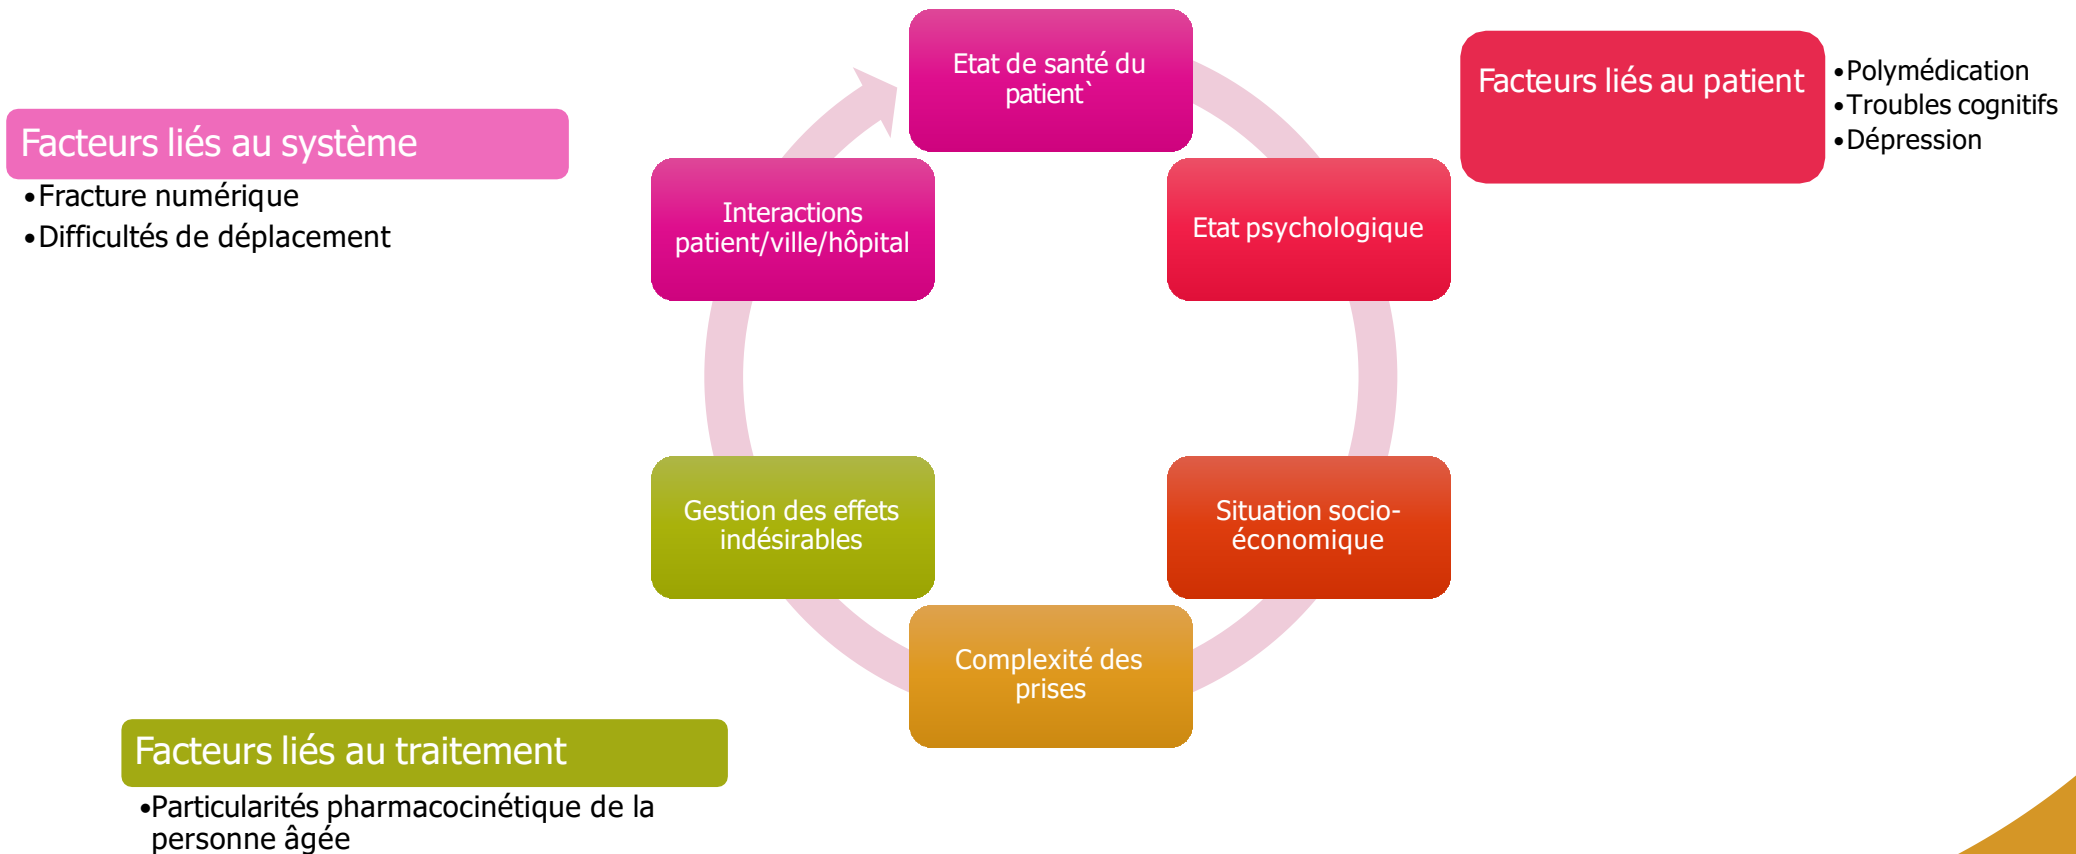 Etat de santé du
patient`
Facteurs liés au patient
•Polymédication
•Troubles cognitifs
•Dépression
Facteurs liés au système
•Fracture numérique
•Difficultés de déplacement
Interactions
patient/ville/hôpital
Etat psychologique
Gestion des effets
indésirables
Situation socio-
économique
Complexité des
prises
Facteurs liés au traitement
•Particularités pharmacocinétique de la
personne âgée